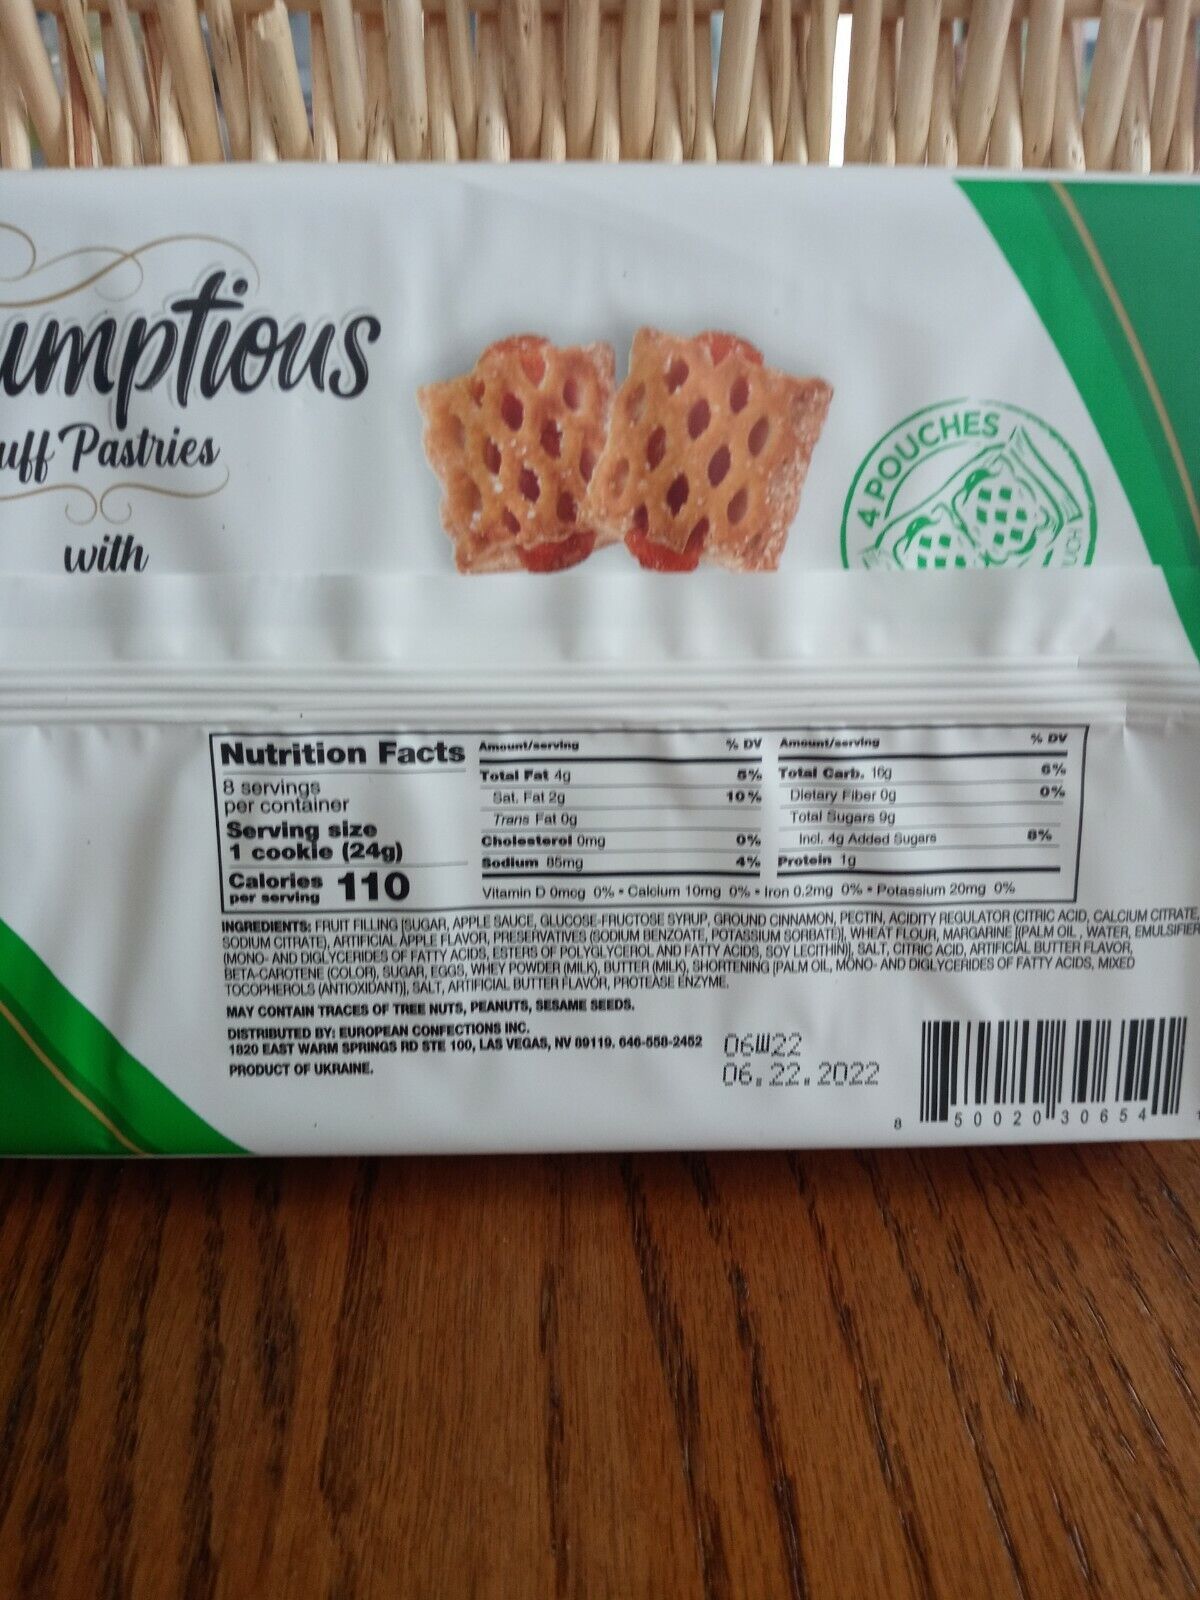 umptious
uff Pastries
with
4 POUCHES
Nutrition Facts
8 servings
per container
Serving size
1 cookie (24g)
Calories
per serving
110
Amount/serving % DV
Total Fat 4g 5%
Sat. Fat 2g 10%
Trans Fat 0g
Cholesterol 0mg 0%
Sodium 85mg 4%
Amount/serving % DV
Total Carb. 16g 6%
Dietary Fiber 0g 0%
Total Sugars 9g
Incl. 4g Added Sugars 8%
Protein 1g
Vitamin D 0mcg 0% • Calcium 10mg 0% • Iron 0.2mg 0% • Potassium 20mg 0%
INGREDIENTS: FRUIT FILLING [SUGAR, APPLE SAUCE, GLUCOSE-FRUCTOSE SYRUP, GROUND CINNAMON, PECTIN, ACIDITY REGULATOR (CITRIC ACID, CALCIUM CITRATE,
SODIUM CITRATE), ARTIFICIAL APPLE FLAVOR, PRESERVATIVES (SODIUM BENZOATE, POTASSIUM SORBATE)], WHEAT FLOUR, MARGARINE [(PALM OIL , WATER, EMULSIFIER
(MONO- AND DIGLYCERIDES OF FATTY ACIDS, ESTERS OF POLYGLYCEROL AND FATTY ACIDS, SOY LECITHIN)], SALT, CITRIC ACID, ARTIFICIAL BUTTER FLAVOR,
BETA-CAROTENE (COLOR), SUGAR, EGGS, WHEY POWDER (MILK), BUTTER (MILK), SHORTENING [PALM OIL, MONO- AND DIGLYCERIDES OF FATTY ACIDS, MIXED
TOCOPHEROLS (ANTIOXIDANT)], SALT, ARTIFICIAL BUTTER FLAVOR, PROTEASE ENZYME.
MAY CONTAIN TRACES OF TREE NUTS, PEANUTS, SESAME SEEDS.
DISTRIBUTED BY: EUROPEAN CONFECTIONS INC.
1820 EAST WARM SPRINGS RD STE 100, LAS VEGAS, NV 89119. 646-558-2452
PRODUCT OF UKRAINE.
06W22
06.22.2022
8 50020 30654